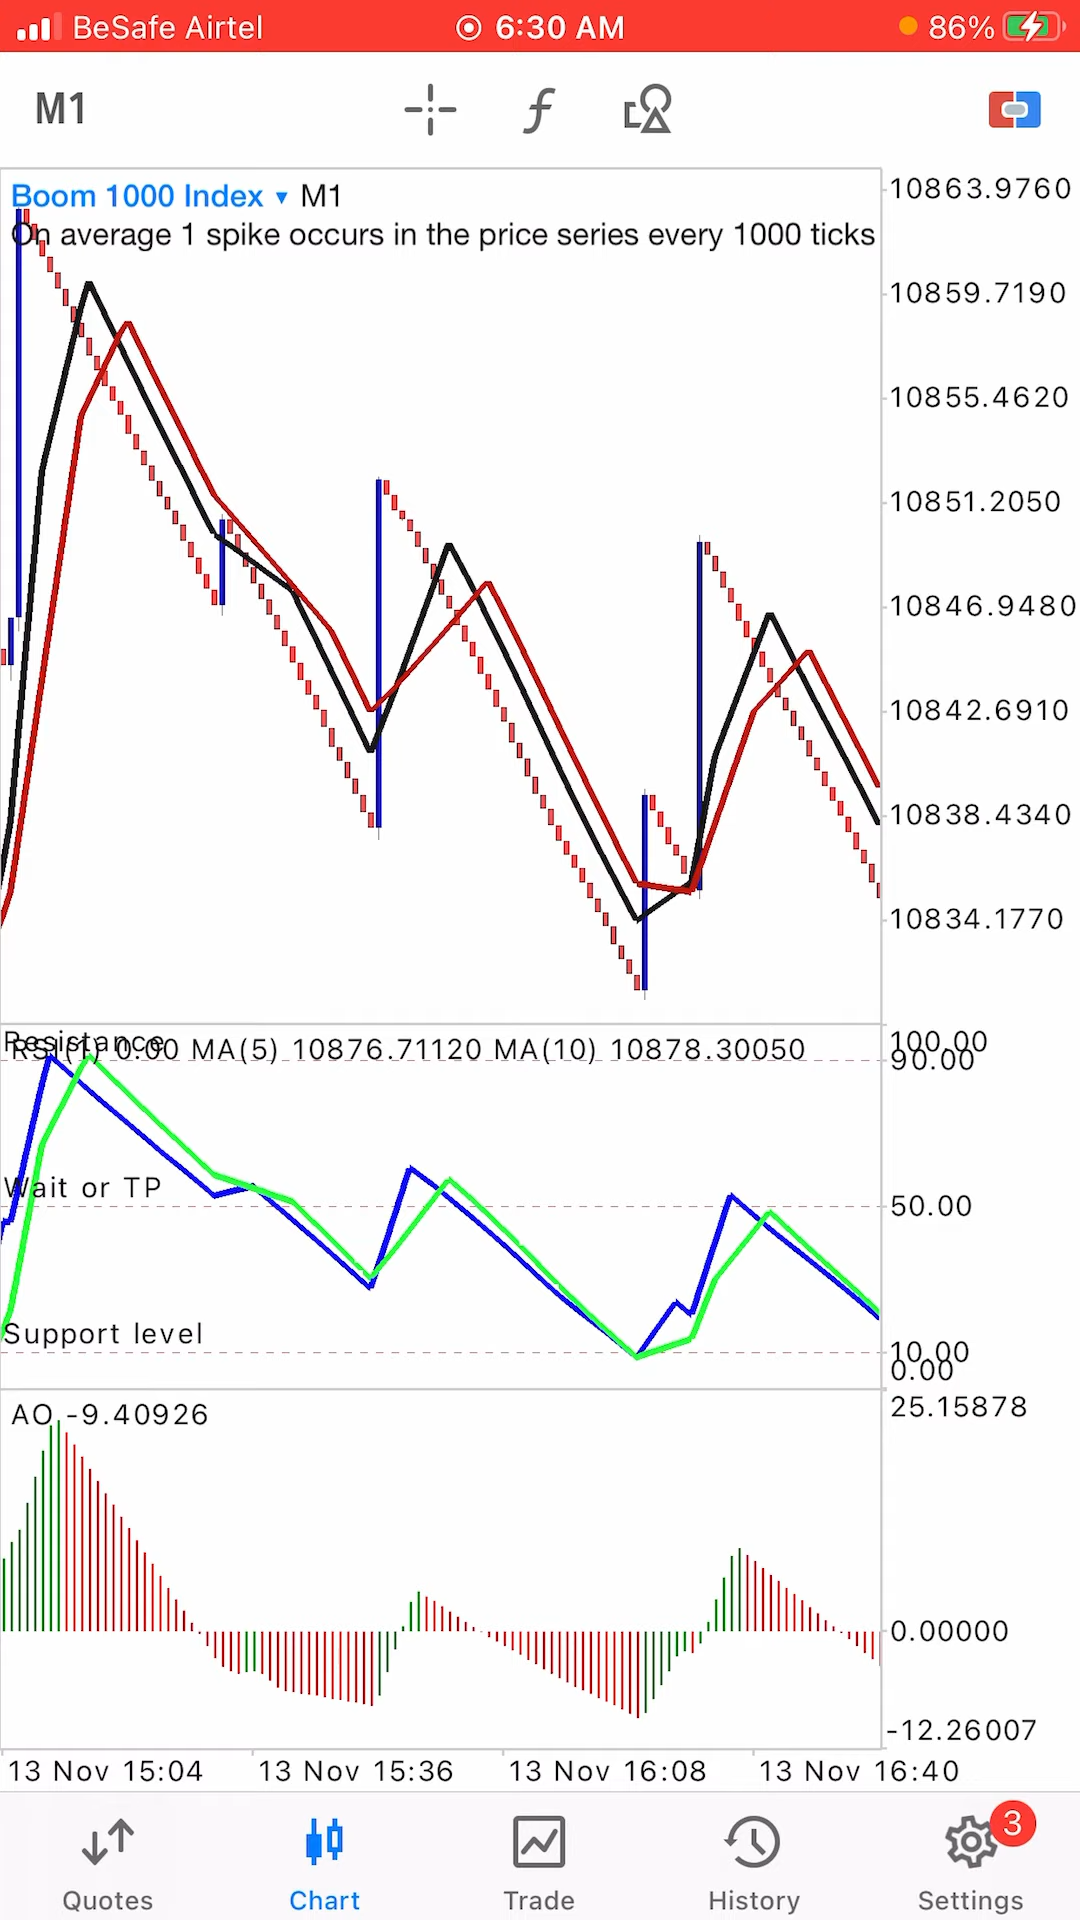 BeSafe Airtel 6:30 AM 86%
M1
Boom 1000 Index ▾ M1
On average 1 spike occurs in the price series every 1000 ticks
10863.9760
10859.7190
10855.4620
10851.2050
10846.9480
10842.6910
10838.4340
10834.1770
Resistance
RSI(1) 0.00 MA(5) 10876.71120 MA(10) 10878.30050
100.00
90.00
Wait or TP
50.00
Support level
10.00
0.00
AO -9.40926
25.15878
0.00000
-12.26007
13 Nov 15:04 13 Nov 15:36 13 Nov 16:08 13 Nov 16:40
3
Quotes Chart Trade History Settings